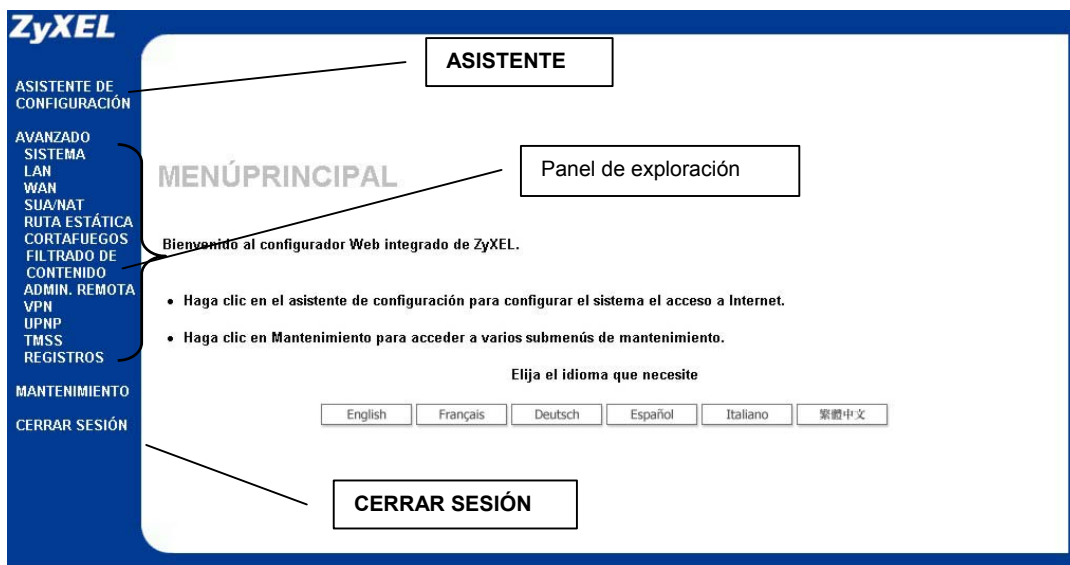 ZyXEL
ASISTENTE DE
CONFIGURACIÓN
AVANZADO
SISTEMA
LAN
WAN
SUA/NAT
RUTA ESTÁTICA
CORTAFUEGOS
FILTRADO DE
CONTENIDO
ADMIN. REMOTA
VPN
UPNP
TMSS
REGISTROS
MANTENIMIENTO
CERRAR SESIÓN
ASISTENTE
Panel de exploración
MENÚPRINCIPAL
Bienvenido al configurador Web integrado de ZyXEL.
• Haga clic en el asistente de configuración para configurar el sistema el acceso a Internet.
• Haga clic en Mantenimiento para acceder a varios submenús de mantenimiento.
Elija el idioma que necesite
English Français Deutsch Español Italiano 繁體中文
CERRAR SESIÓN